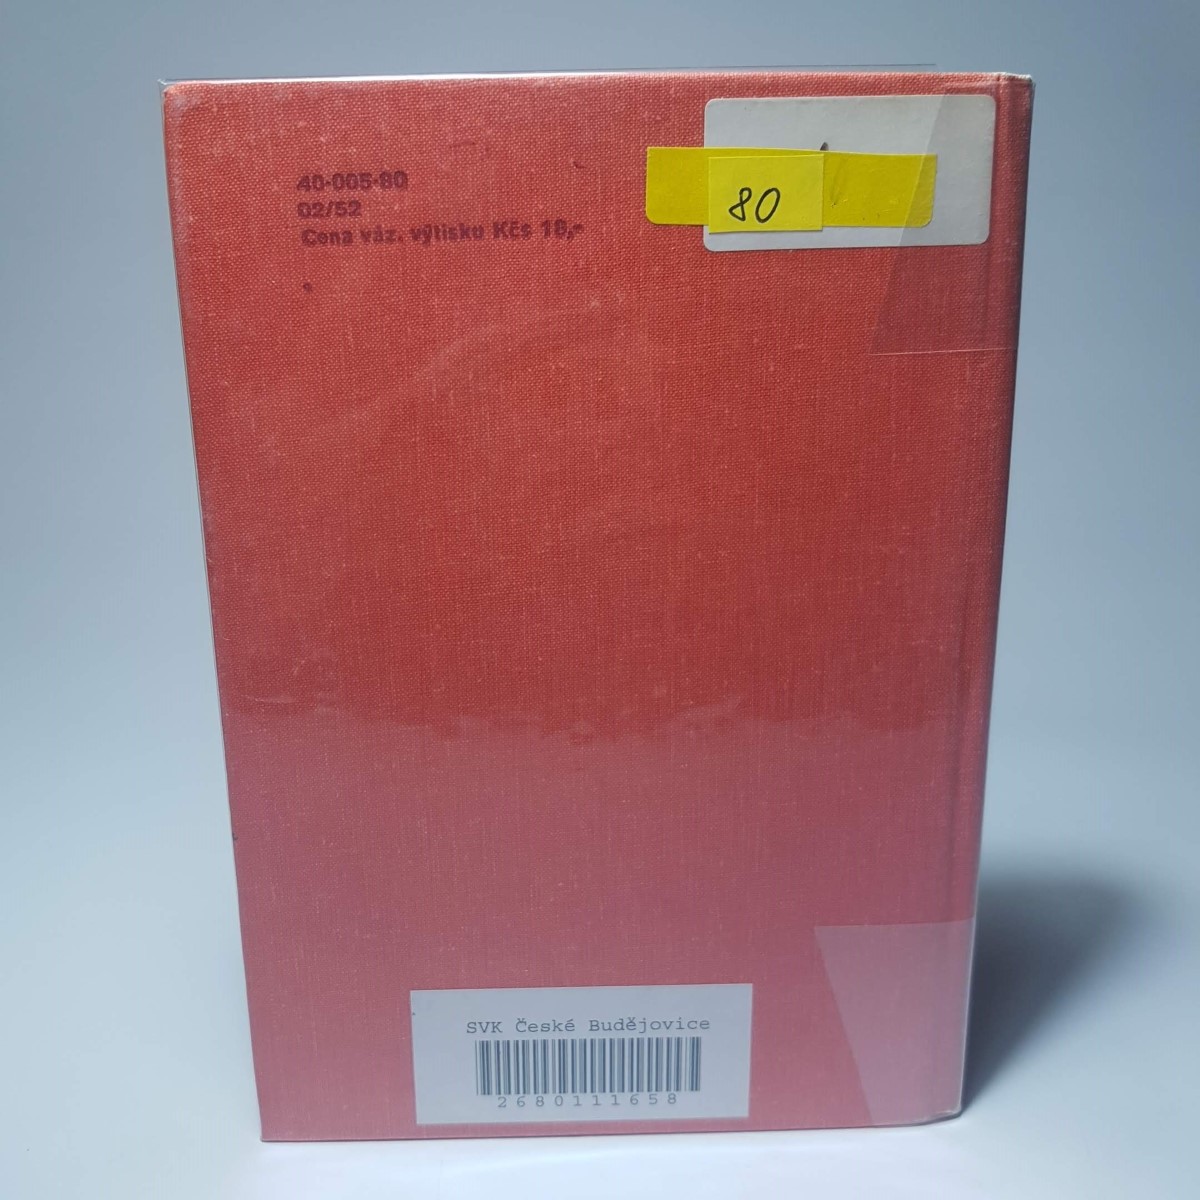 40-005-80
02/52
Cena váz. výtisku Kčs 18,-
80
SVK České Budějovice
2680111658